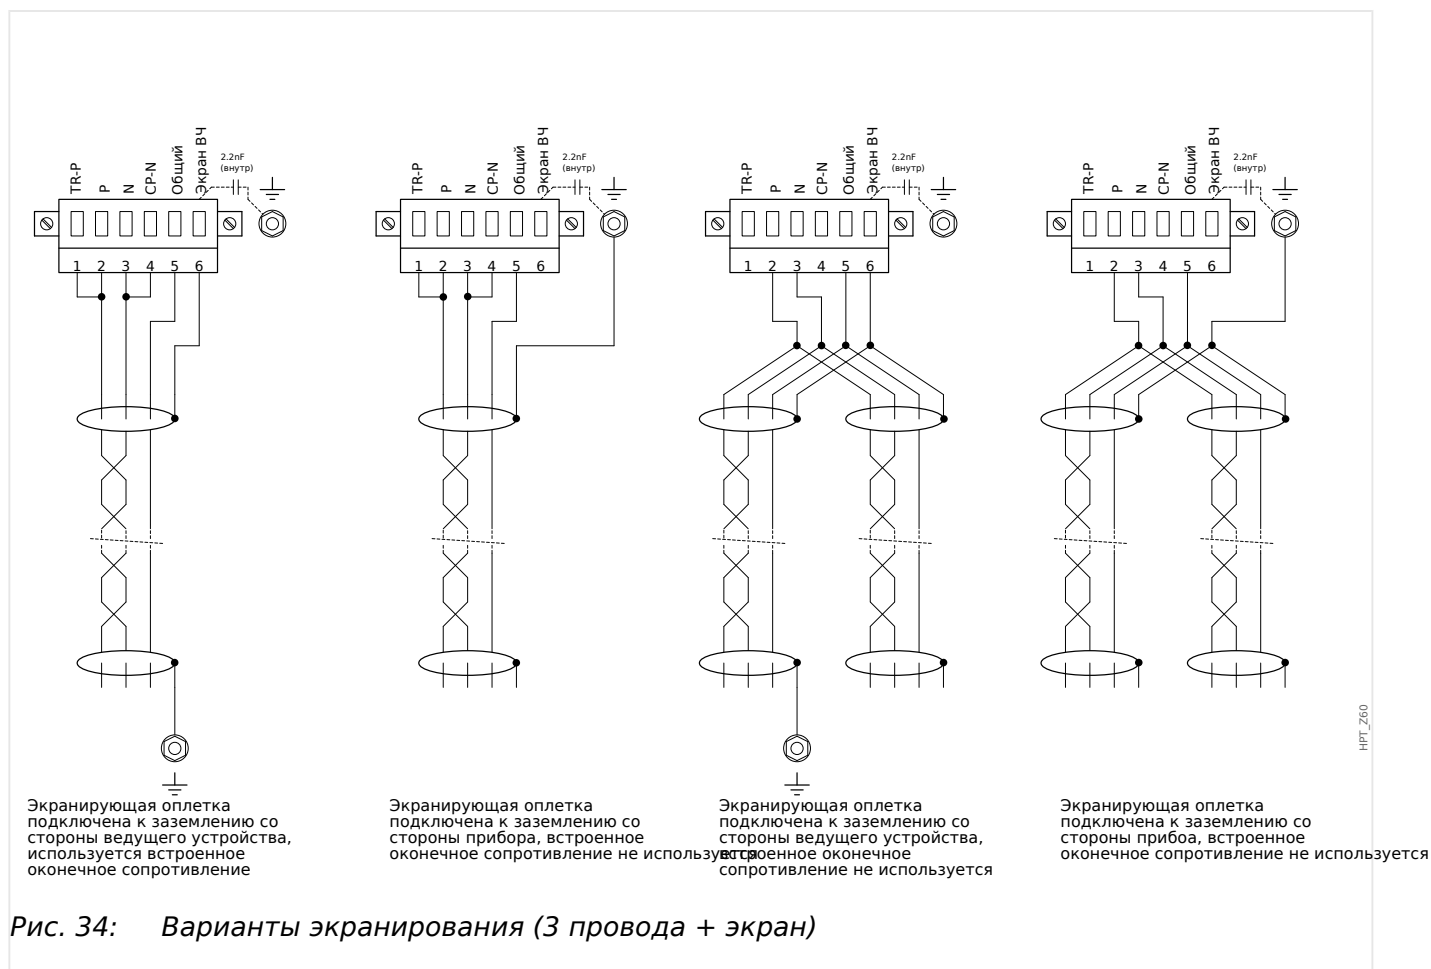 TR-P
P
N
CP-N
Общий
Экран ВЧ
2.2nF
(внутр)
1 2 3 4 5 6
TR-P
P
N
CP-N
Общий
Экран ВЧ
2.2nF
(внутр)
1 2 3 4 5 6
TR-P
P
N
CP-N
Общий
Экран ВЧ
2.2nF
(внутр)
1 2 3 4 5 6
TR-P
P
N
CP-N
Общий
Экран ВЧ
2.2nF
(внутр)
1 2 3 4 5 6
HPT_Z60
Экранирующая оплетка
подключена к заземлению со
стороны ведущего устройства,
используется встроенное
оконечное сопротивление
Экранирующая оплетка
подключена к заземлению со
стороны прибора, встроенное
оконечное сопротивление не используется
Экранирующая оплетка
подключена к заземлению со
стороны ведущего устройства,
встроенное оконечное
сопротивление не используется
Экранирующая оплетка
подключена к заземлению со
стороны прибоа, встроенное
оконечное сопротивление не используется
Рис. 34: Варианты экранирования (3 провода + экран)